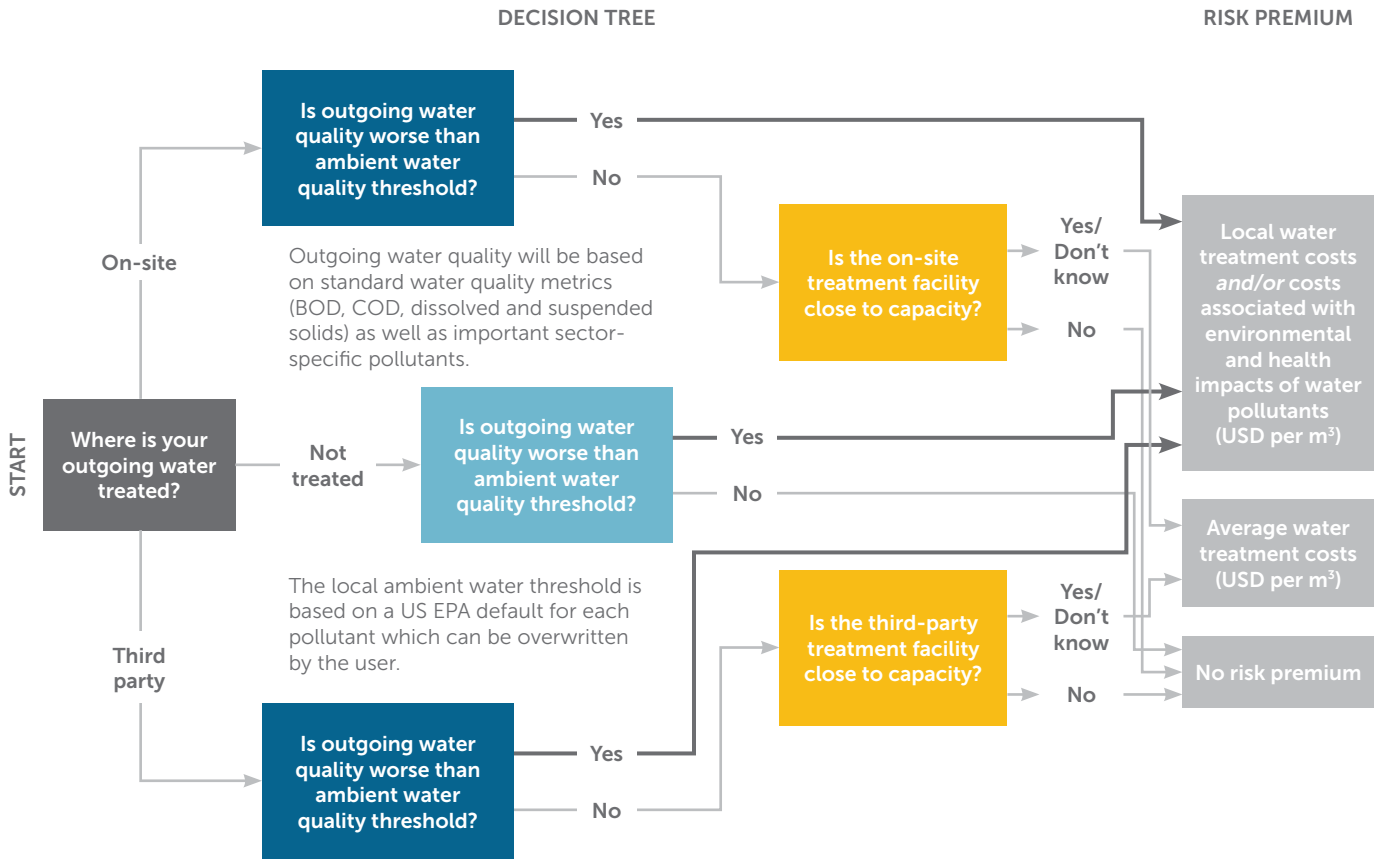 DECISION TREE
RISK PREMIUM
START
Where is your
outgoing water
treated?
On-site
Is outgoing water
quality worse than
ambient water
quality threshold?
Yes
No
Outgoing water quality will be based
on standard water quality metrics
(BOD, COD, dissolved and suspended
solids) as well as important sector-
specific pollutants.
Is the on-site
treatment facility
close to capacity?
Yes/
Don't
know
No
Not
treated
Is outgoing water
quality worse than
ambient water
quality threshold?
Yes
No
The local ambient water threshold is
based on a US EPA default for each
pollutant which can be overwritten
by the user.
Third
party
Is outgoing water
quality worse than
ambient water
quality threshold?
Yes
No
Is the third-party
treatment facility
close to capacity?
Yes/
Don't
know
No
Local water
treatment costs
and/or costs
associated with
environmental
and health
impacts of water
pollutants
(USD per m³)
Average water
treatment costs
(USD per m³)
No risk premium